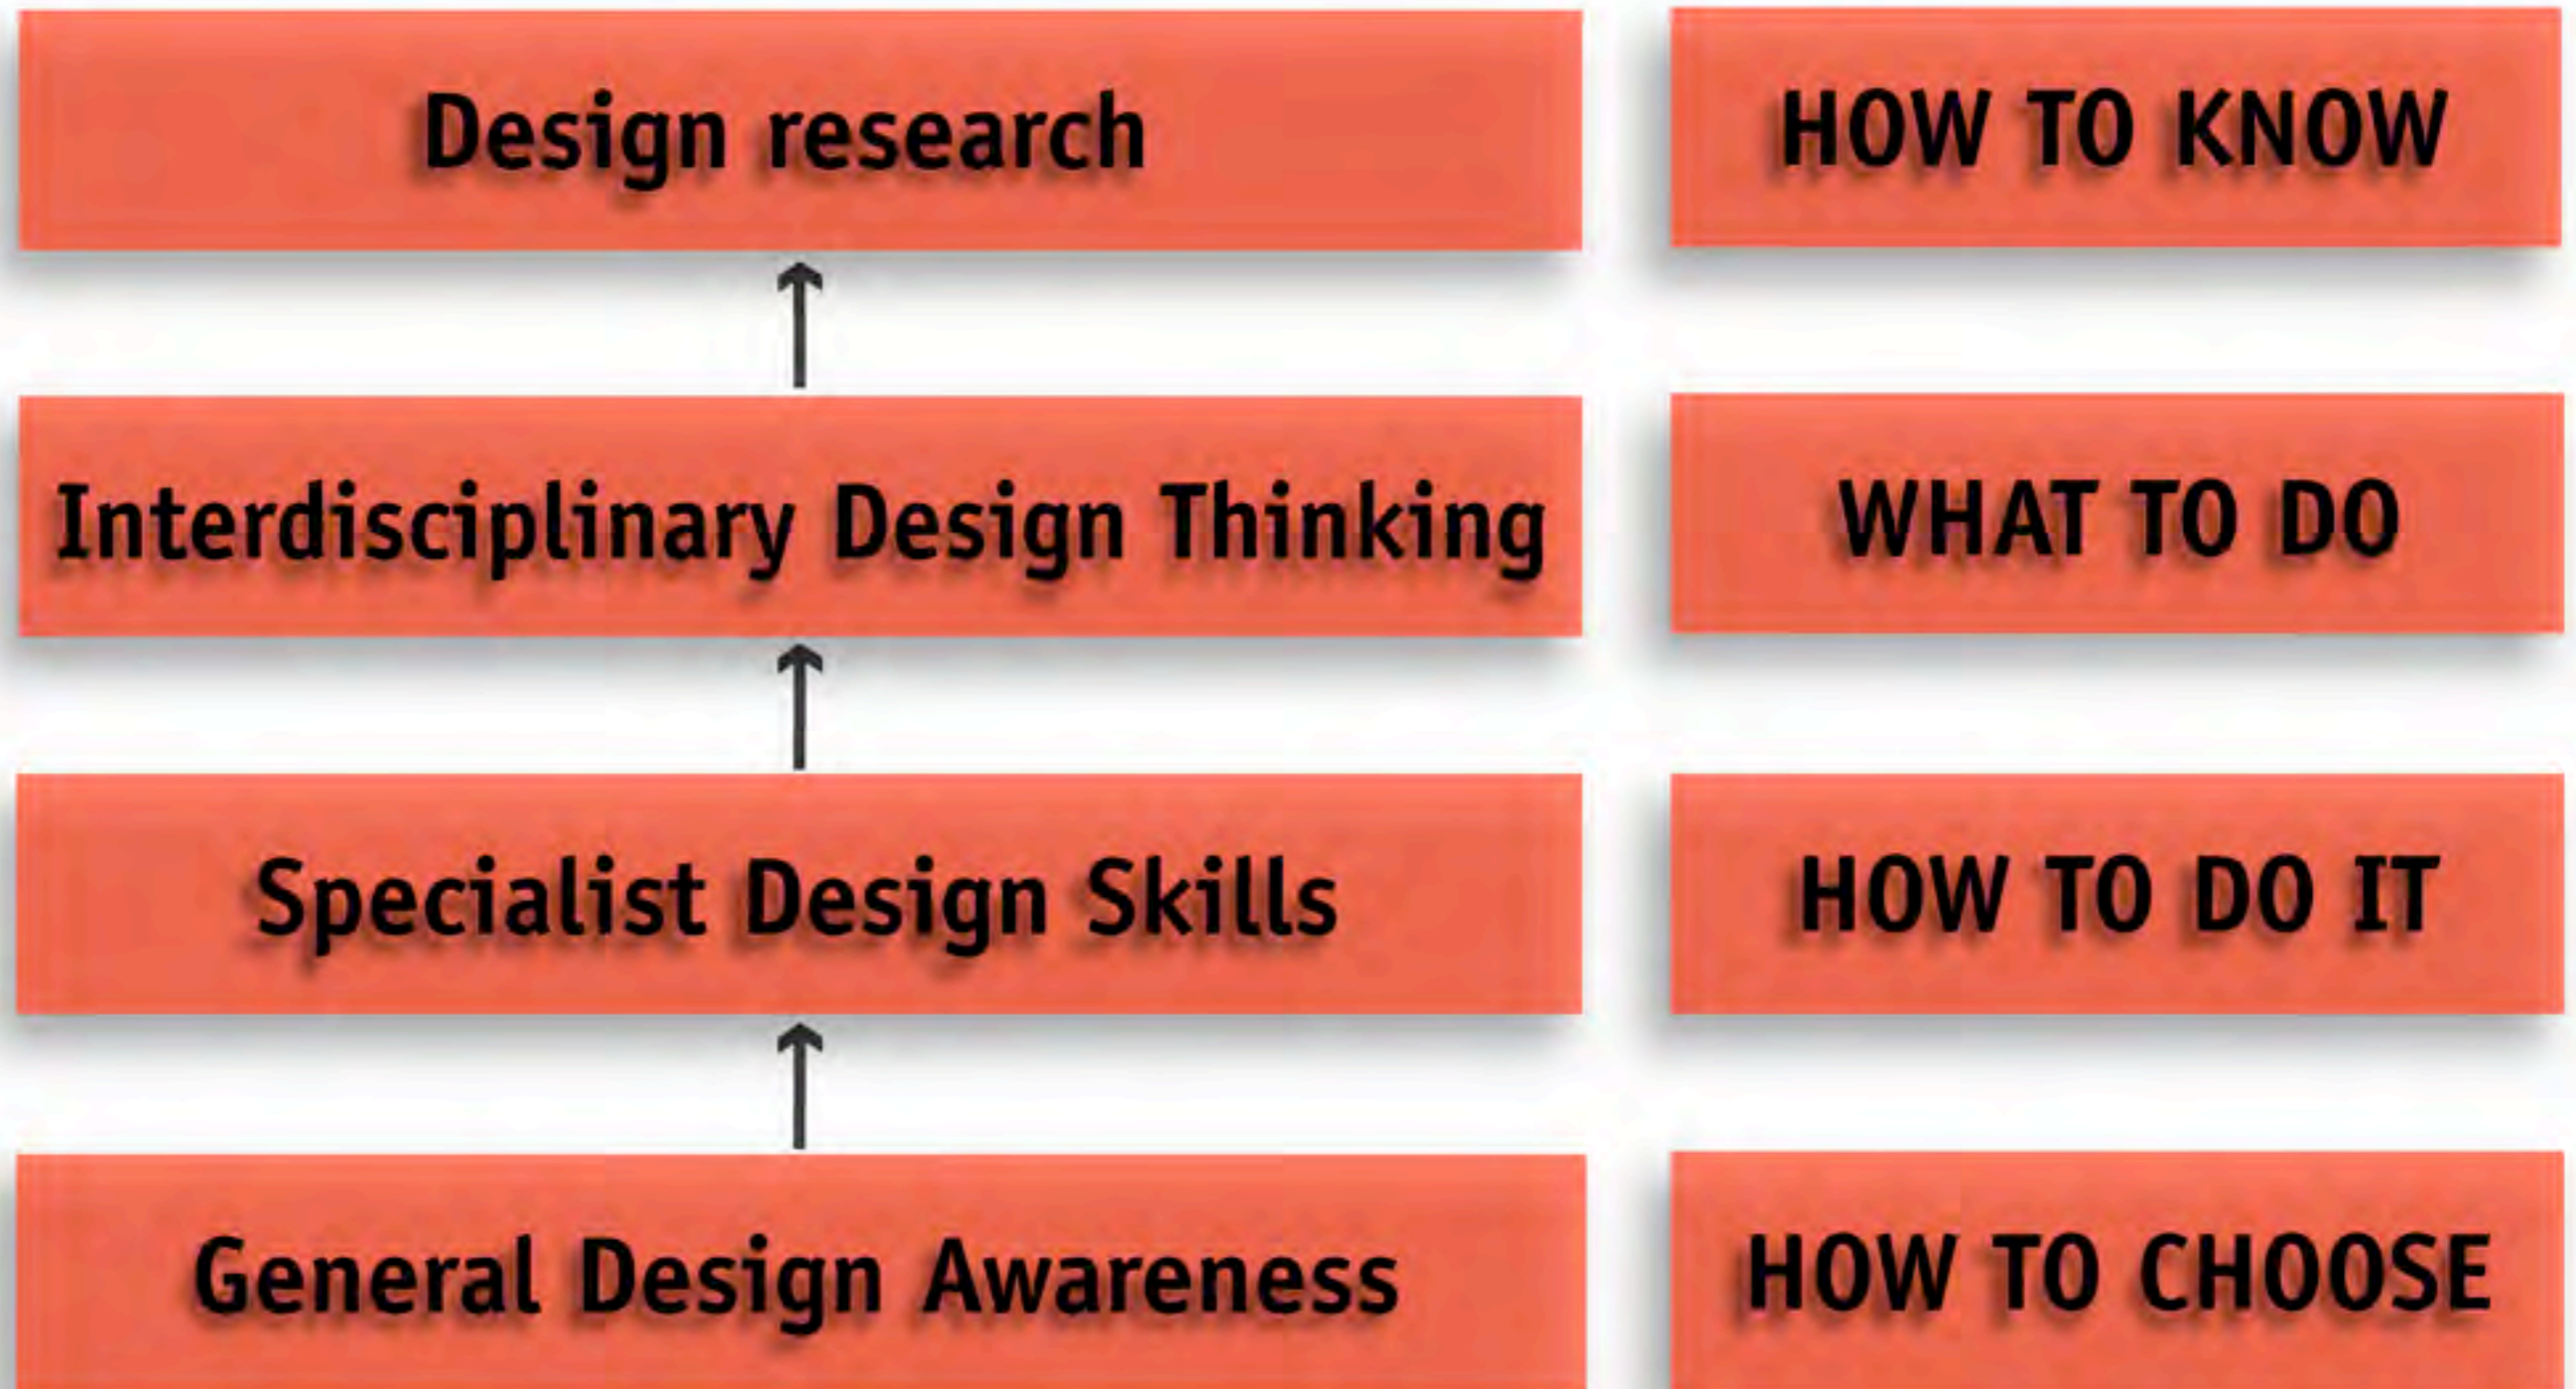 Design research
HOW TO KNOW
Interdisciplinary Design Thinking
WHAT TO DO
Specialist Design Skills
HOW TO DO IT
General Design Awareness
HOW TO CHOOSE